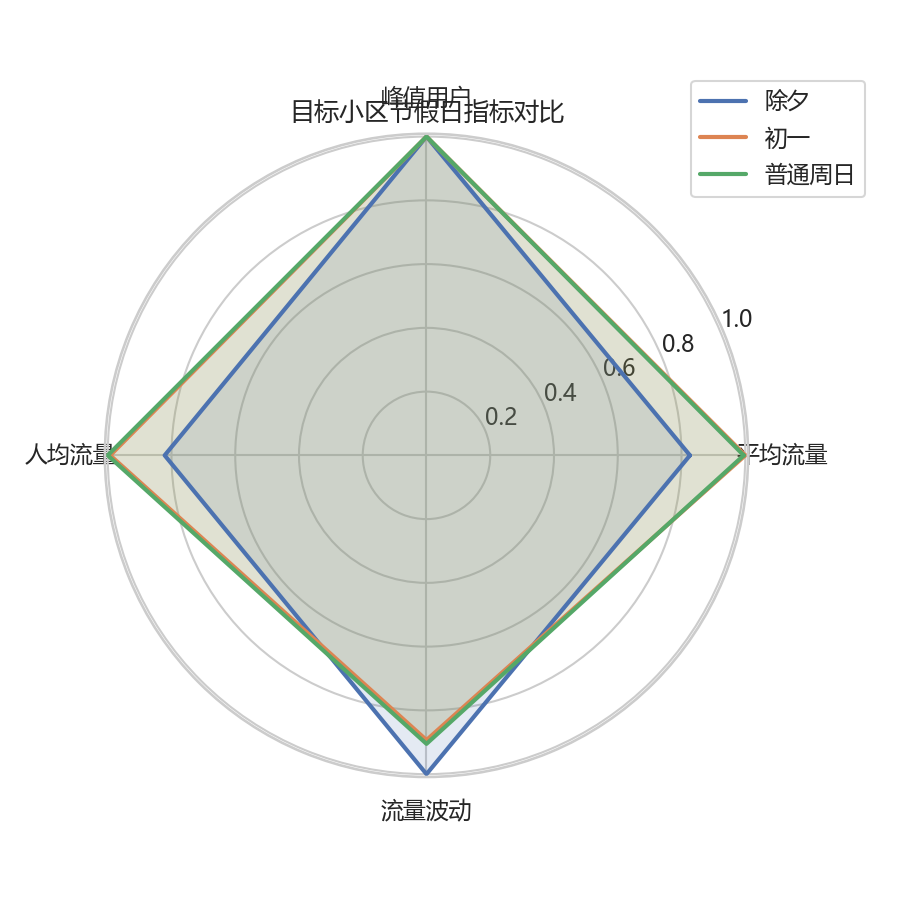 峰值用户
目标小区节假日指标对比
除夕
初一
普通周日
1.0
0.8
0.6
0.4
0.2
人均流量
平均流量
流量波动